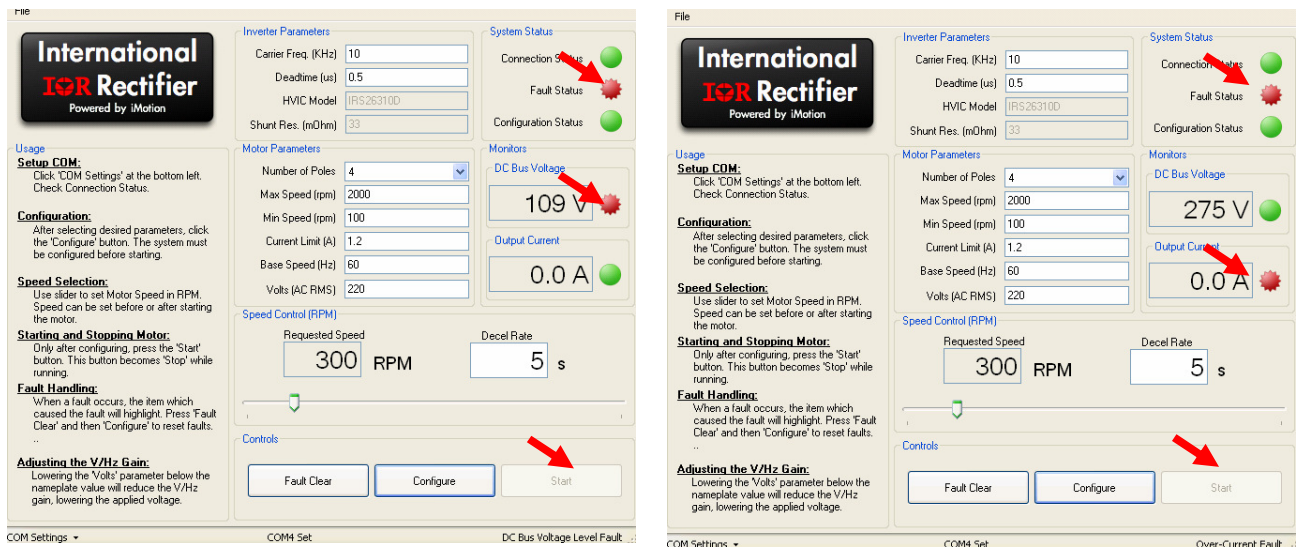 File
International
IOR Rectifier
Powered by iMotion
Inverter Parameters
Carrier Freq. (KHz) 10
Deadtime (us) 0.5
HVIC Model IRS26310D
Shunt Res. (mOhm) 33
System Status
Connection Status
Fault Status
Configuration Status
Usage
Setup COM:
Click 'COM Settings' at the bottom left.
Check Connection Status.
Configuration:
After selecting desired parameters, click
the 'Configure' button. The system must
be configured before starting.
Speed Selection:
Use slider to set Motor Speed in RPM.
Speed can be set before or after starting
the motor.
Starting and Stopping Motor:
Only after configuring, press the 'Start'
button. This button becomes 'Stop' while
running.
Fault Handling:
When a fault occurs, the item which
caused the fault will highlight. Press 'Fault
Clear' and then 'Configure' to reset faults.
..
Adjusting the V/Hz Gain:
Lowering the 'Volts' parameter below the
nameplate value will reduce the V/Hz
gain, lowering the applied voltage.
Motor Parameters
Number of Poles 4
Max Speed (rpm) 2000
Min Speed (rpm) 100
Current Limit (A) 1.2
Base Speed (Hz) 60
Volts (AC RMS) 220
Monitors
DC Bus Voltage
109 V
Output Current
0.0 A
Speed Control (RPM)
Requested Speed
300 RPM
Decel Rate
5 s
Controls
Fault Clear
Configure
Start
COM Settings
COM4 Set
DC Bus Voltage Level Fault
File
International
IOR Rectifier
Powered by iMotion
Inverter Parameters
Carrier Freq. (KHz) 10
Deadtime (us) 0.5
HVIC Model IRS26310D
Shunt Res. (mOhm) 33
System Status
Connection Status
Fault Status
Configuration Status
Usage
Setup COM:
Click 'COM Settings' at the bottom left.
Check Connection Status.
Configuration:
After selecting desired parameters, click
the 'Configure' button. The system must
be configured before starting.
Speed Selection:
Use slider to set Motor Speed in RPM.
Speed can be set before or after starting
the motor.
Starting and Stopping Motor:
Only after configuring, press the 'Start'
button. This button becomes 'Stop' while
running.
Fault Handling:
When a fault occurs, the item which
caused the fault will highlight. Press 'Fault
Clear' and then 'Configure' to reset faults.
..
Adjusting the V/Hz Gain:
Lowering the 'Volts' parameter below the
nameplate value will reduce the V/Hz
gain, lowering the applied voltage.
Motor Parameters
Number of Poles 4
Max Speed (rpm) 2000
Min Speed (rpm) 100
Current Limit (A) 1.2
Base Speed (Hz) 60
Volts (AC RMS) 220
Monitors
DC Bus Voltage
275 V
Output Current
0.0 A
Speed Control (RPM)
Requested Speed
300 RPM
Decel Rate
5 s
Controls
Fault Clear
Configure
Start
COM Settings
COM4 Set
Over-Current Fault